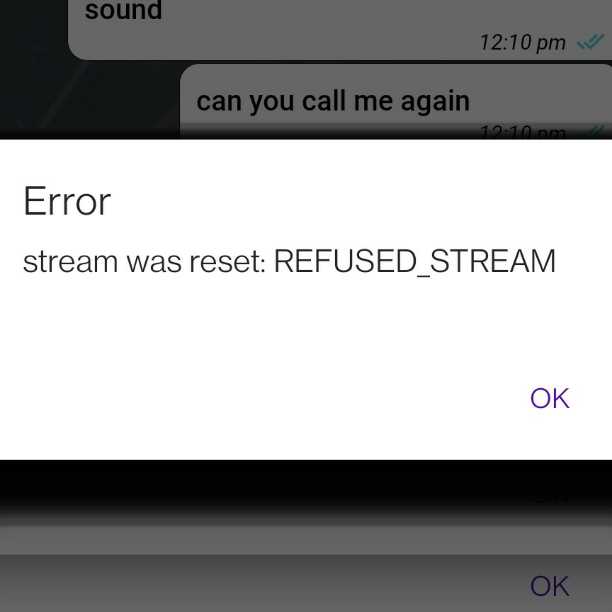 sound
12:10 pm
can you call me again
12:10 pm
Error
stream was reset: REFUSED_STREAM
OK
OK